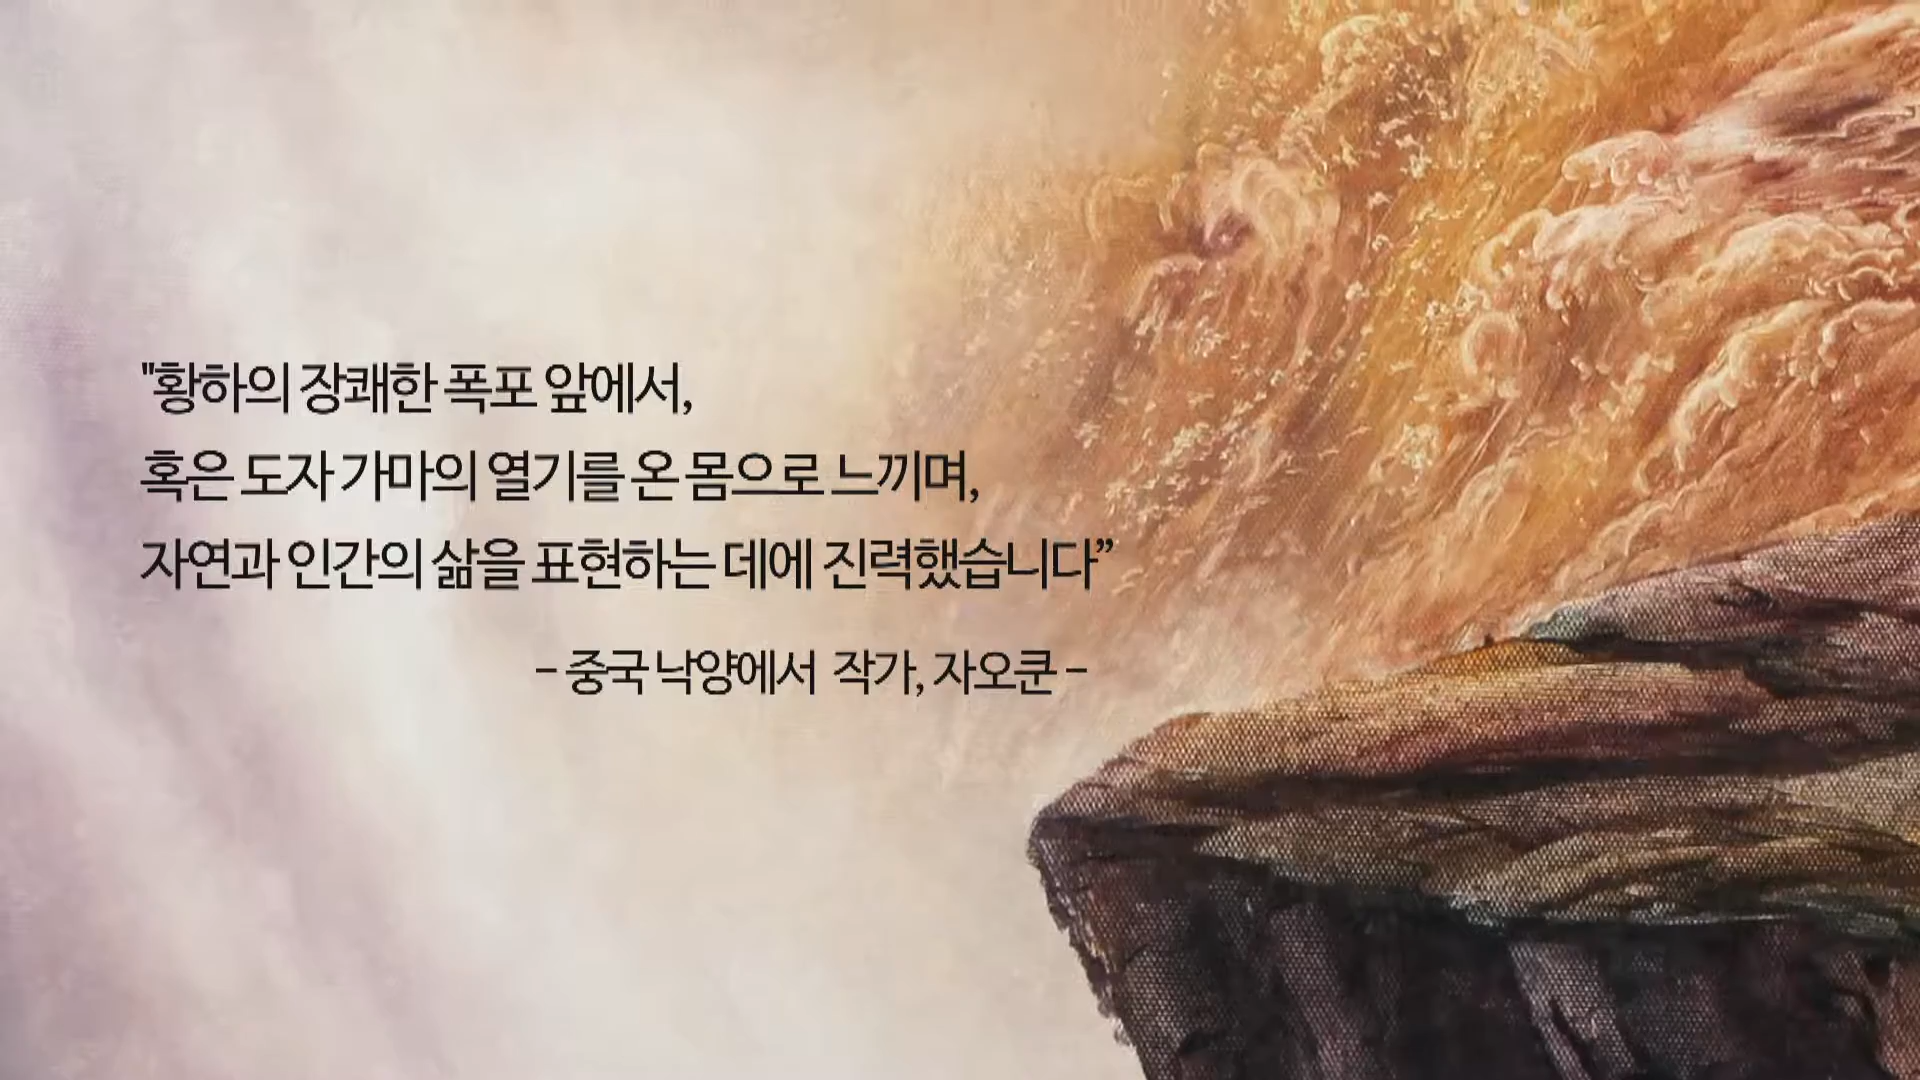 "황하의 장쾌한 폭포 앞에서,
혹은 도자 가마의 열기를 온 몸으로 느끼며,
자연과 인간의 삶을 표현하는 데에 진력했습니다”
- 중국 낙양에서 작가, 자오쿤 -